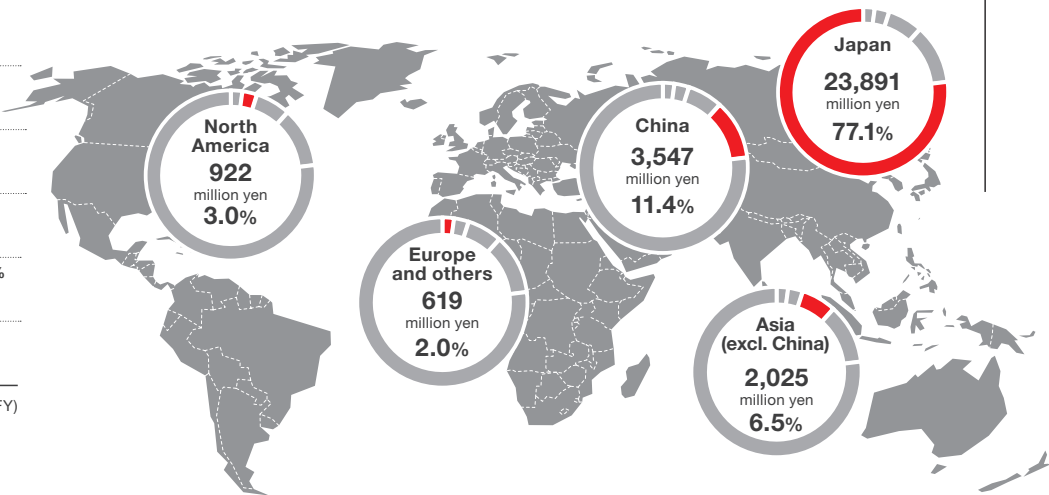 Japan
23,891
million yen
77.1%
North
America
922
million yen
3.0%
China
3,547
million yen
11.4%
Europe
and others
619
million yen
2.0%
Asia
(excl. China)
2,025
million yen
6.5%
%
FY)